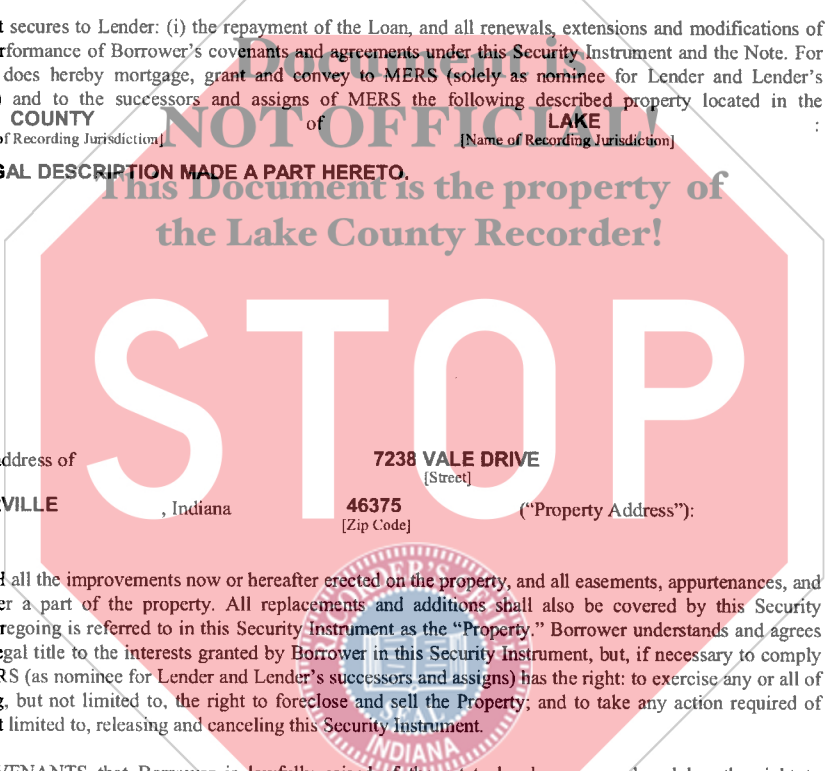 t secures to Lender: (i) the repayment of the Loan, and all renewals, extensions and modifications of
rformance of Borrower's covenants and agreements under this Security Instrument and the Note. For
does hereby mortgage, grant and convey to MERS (solely as nominee for Lender and Lender's
Document is
) and to the successors and assigns of MERS the following described property located in the
COUNTY of LAKE :
NOT OFFICIAL!
of Recording Jurisdiction] [Name of Recording Jurisdiction]
GAL DESCRIPTION MADE A PART HERETO.
This Document is the property of
the Lake County Recorder!
STOP
ddress of 7238 VALE DRIVE
[Street]
VILLE , Indiana 46375 ("Property Address"):
[Zip Code]
all the improvements now or hereafter erected on the property, and all easements, appurtenances, and
er a part of the property. All replacements and additions shall also be covered by this Security
regoing is referred to in this Security Instrument as the "Property." Borrower understands and agrees
egal title to the interests granted by Borrower in this Security Instrument, but, if necessary to comply
RS (as nominee for Lender and Lender's successors and assigns) has the right: to exercise any or all of
g, but not limited to, the right to foreclose and sell the Property; and to take any action required of
t limited to, releasing and canceling this Security Instrument.
SEAL
INDIANA